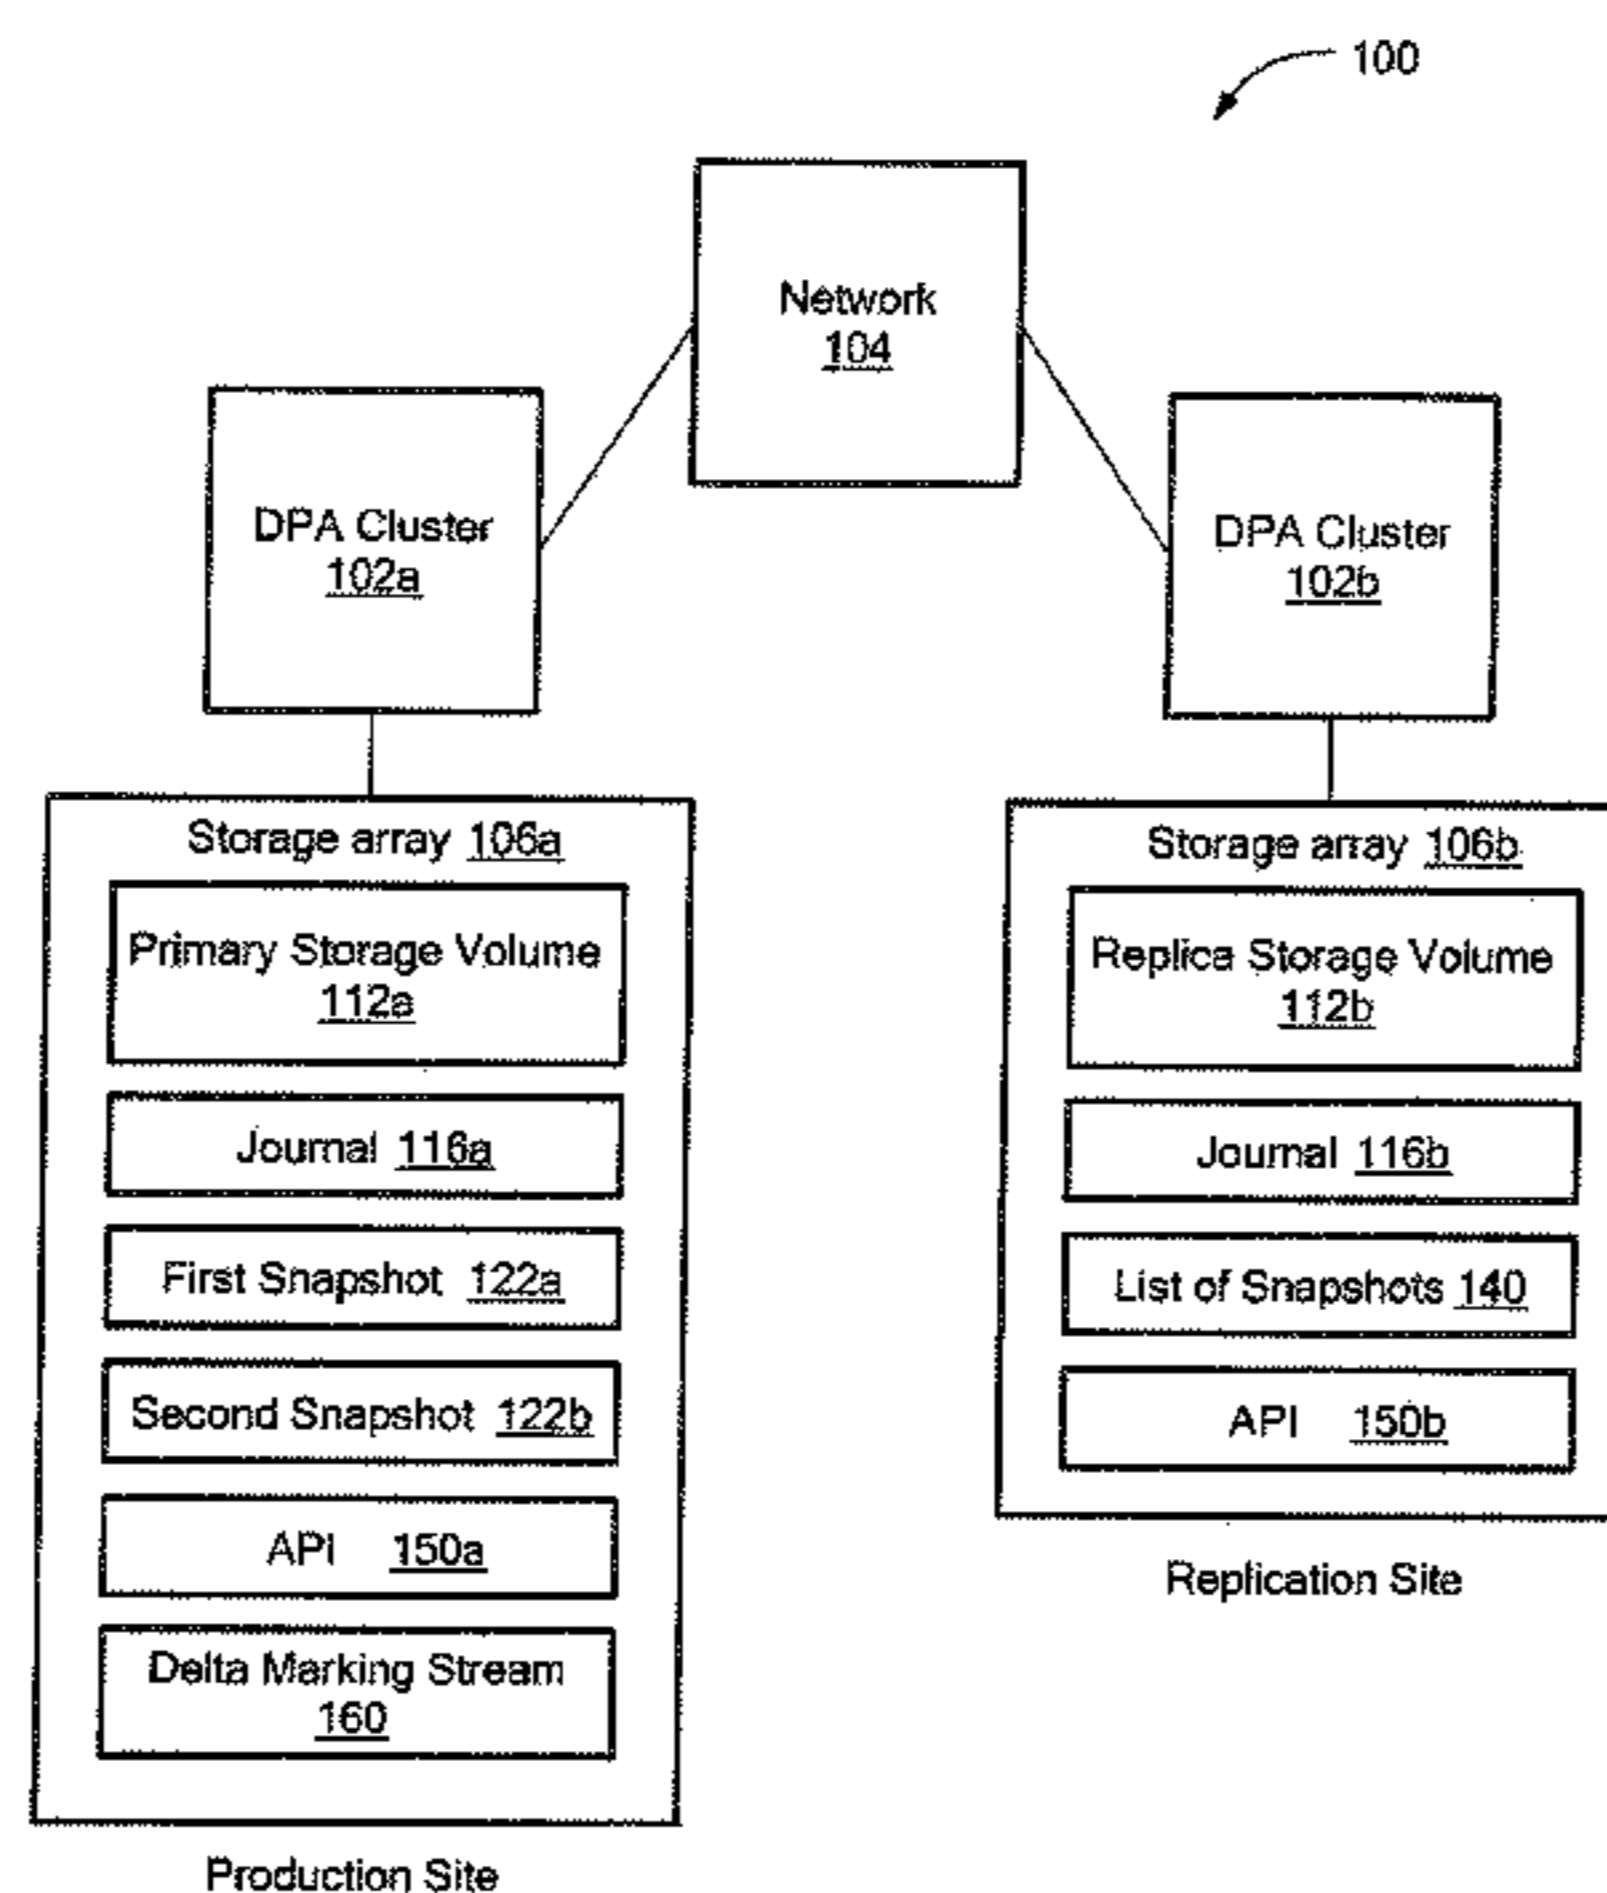 100
Network
104
DPA Cluster
102a
DPA Cluster
102b
Storage array 106a
Primary Storage Volume
112a
Journal 116a
First Snapshot 122a
Second Snapshot 122b
API 150a
Delta Marking Stream
160
Production Site
Storage array 106b
Replica Storage Volume
112b
Journal 116b
List of Snapshots 140
API 150b
Replication Site